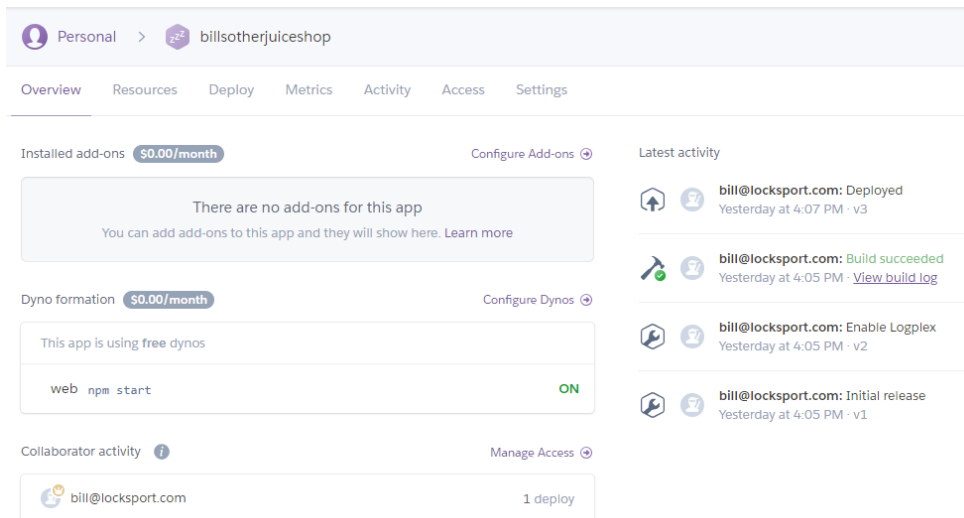 Personal > billsotherjuiceshop
Overview Resources Deploy Metrics Activity Access Settings
Installed add-ons $0.00/month Configure Add-ons
There are no add-ons for this app
You can add add-ons to this app and they will show here. Learn more
Dyno formation $0.00/month Configure Dynos
This app is using free dynos
web npm start ON
Collaborator activity i Manage Access
bill@locksport.com 1 deploy
Latest activity
bill@locksport.com: Deployed
Yesterday at 4:07 PM · v3
bill@locksport.com: Build succeeded
Yesterday at 4:05 PM · View build log
bill@locksport.com: Enable Logplex
Yesterday at 4:05 PM · v2
bill@locksport.com: Initial release
Yesterday at 4:05 PM · v1